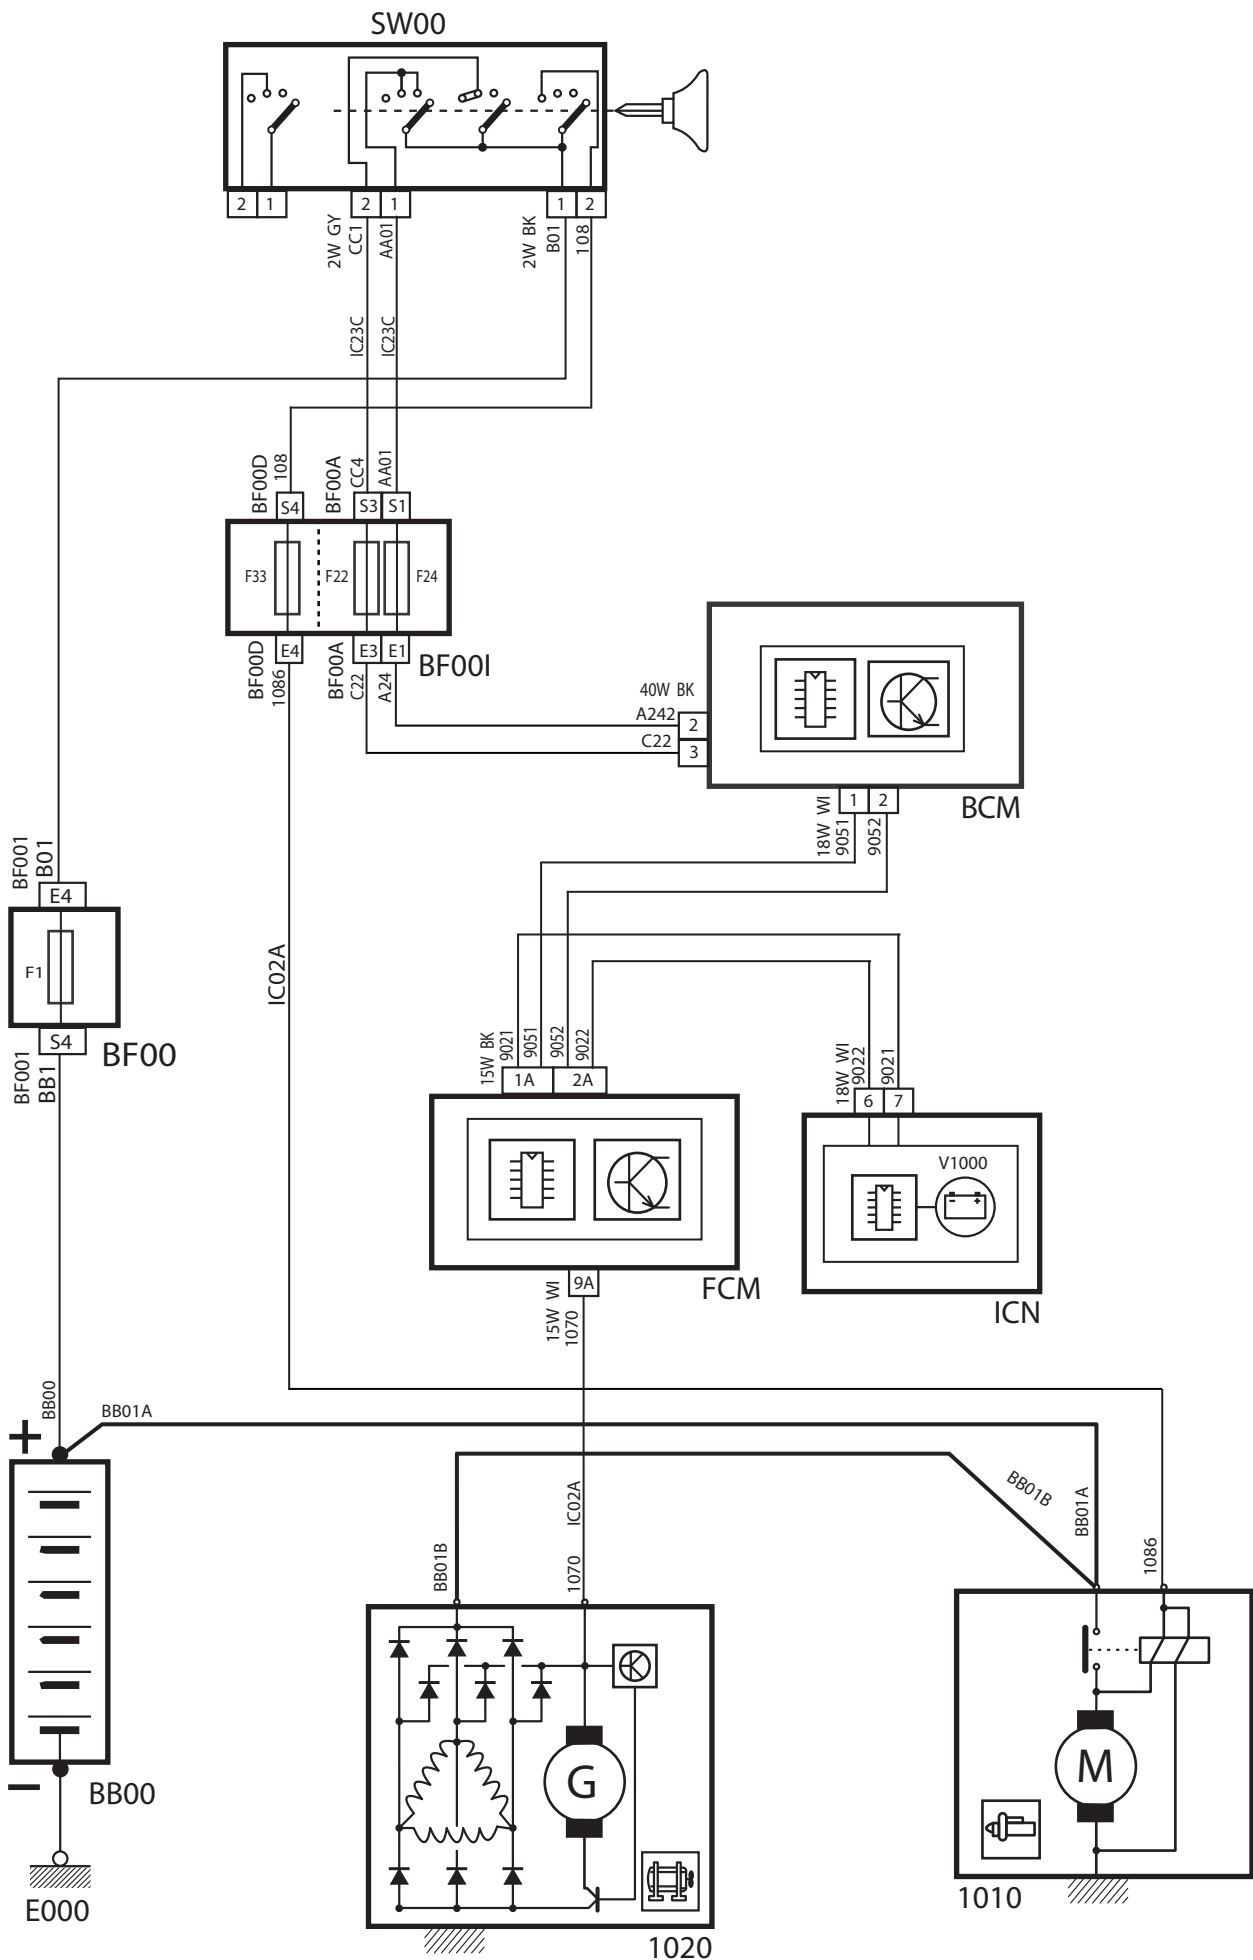 SW00
2 1 2 1 1 2
2W GY
CC1
AA01
2W BK
B01
108
IC23C
IC23C
BF00D
108
BF00A
CC4
AA01
S4 S3 S1
F33 F22 F24
E4 E3 E1
BF00I
BF00D
1086
BF00A
C22
A24
40W BK
A242 2
C22 3
BCM
1 2
18W WI
9051
9052
BF001
B01
E4
F1
S4
BF00
BF001
BB1
IC02A
15W BK
9021
9051
9052
9022
1A 2A
18W WI
9022
9021
6 7
V1000
FCM
ICN
9A
15W WI
1070
BB00
+
BB01A
BB01B
BB01A
IC02A
BB01B
1070
1086
G
M
−
BB00
E000
1020
1010